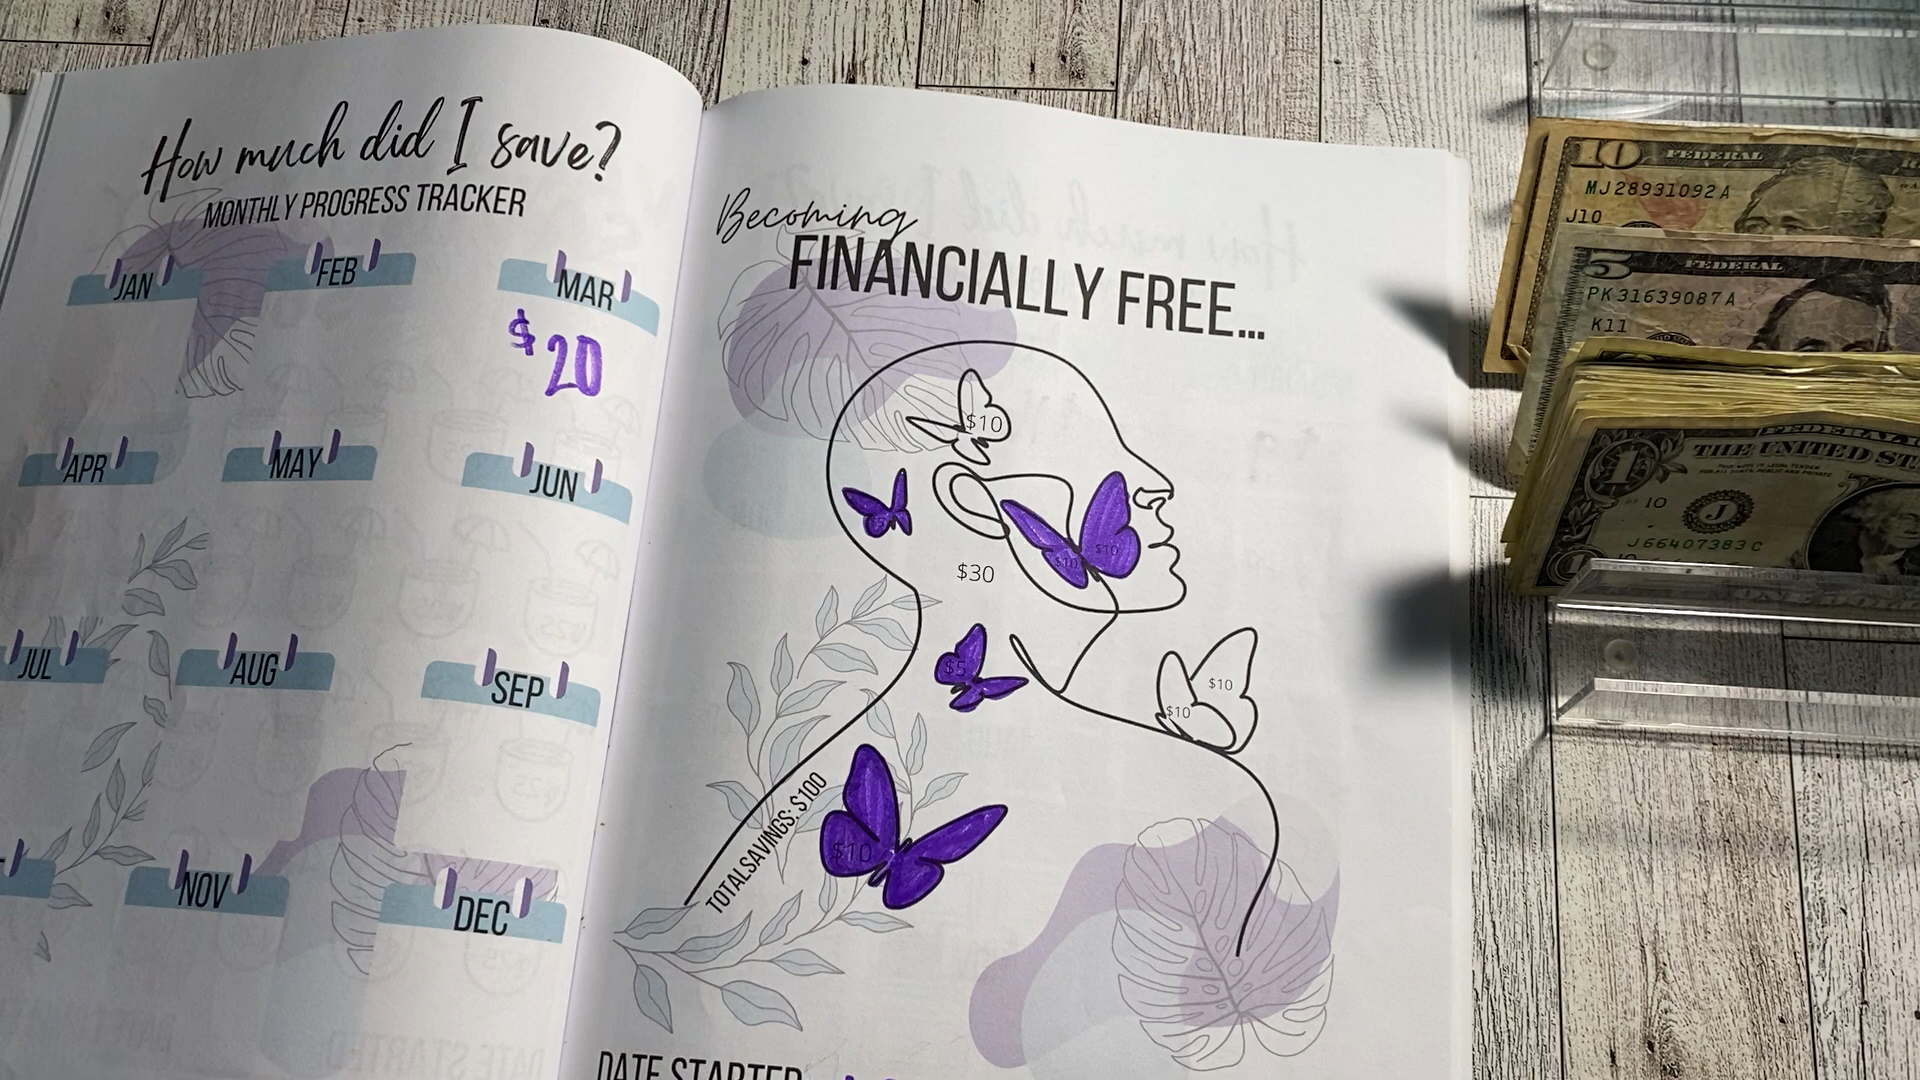 How much did I save?
MONTHLY PROGRESS TRACKER
JAN
FEB
MAR
$20
APR
MAY
JUN
JUL
AUG
SEP
NOV
DEC
Becoming
FINANCIALLY FREE...
$10
$10
$10
$30
$5
$10
$10
$10
TOTAL SAVINGS: $100
DATE STARTED
10
FEDERAL
MJ28931092A
J10
5
FEDERAL
PK31639087A
K11
1
THE UNITED STA
10
J
J66407383C